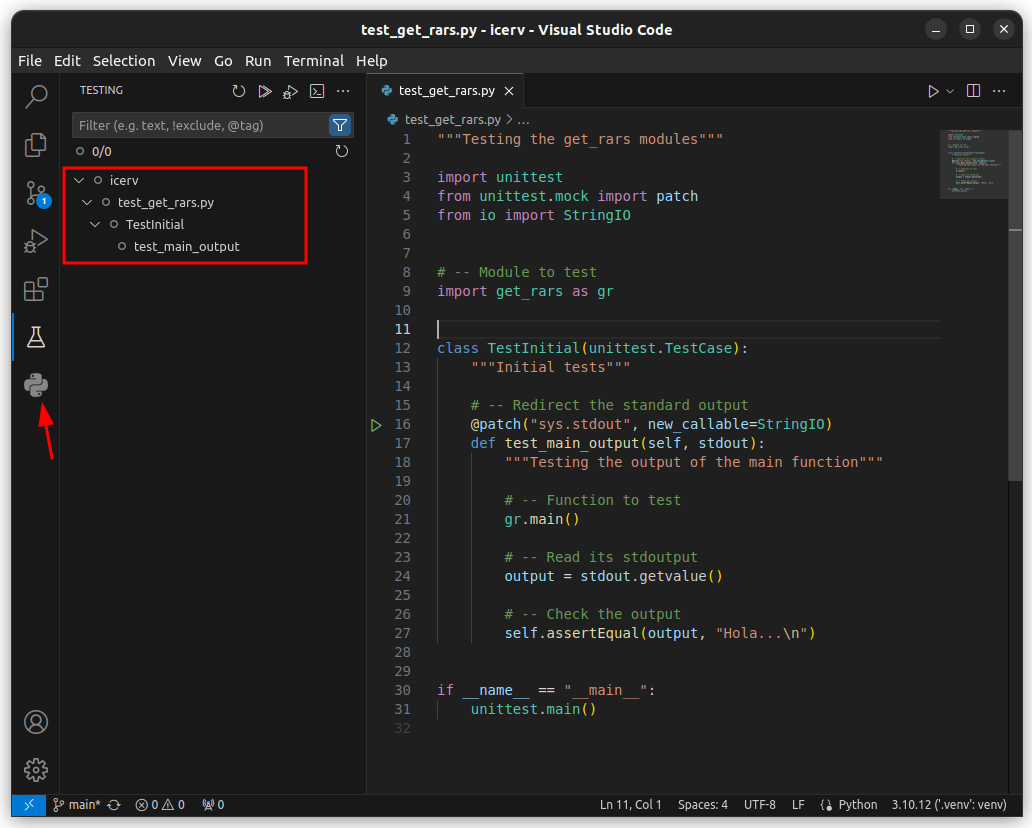 test_get_rars.py - icerv - Visual Studio Code
File Edit Selection View Go Run Terminal Help
TESTING
Filter (e.g. text, !exclude, @tag)
0/0
icerv
test_get_rars.py
TestInitial
test_main_output
1
test_get_rars.py
test_get_rars.py > ...
1 """Testing the get_rars modules"""
2
3 import unittest
4 from unittest.mock import patch
5 from io import StringIO
6
7
8 # -- Module to test
9 import get_rars as gr
10
11
12 class TestInitial(unittest.TestCase):
13 """Initial tests"""
14
15 # -- Redirect the standard output
16 @patch("sys.stdout", new_callable=StringIO)
17 def test_main_output(self, stdout):
18 """Testing the output of the main function"""
19
20 # -- Function to test
21 gr.main()
22
23 # -- Read its stdoutput
24 output = stdout.getvalue()
25
26 # -- Check the output
27 self.assertEqual(output, "Hola...\n")
28
29
30 if __name__ == "__main__":
31 unittest.main()
32
main* 0 0 0 Ln 11, Col 1 Spaces: 4 UTF-8 LF Python 3.10.12 ('.venv': venv)